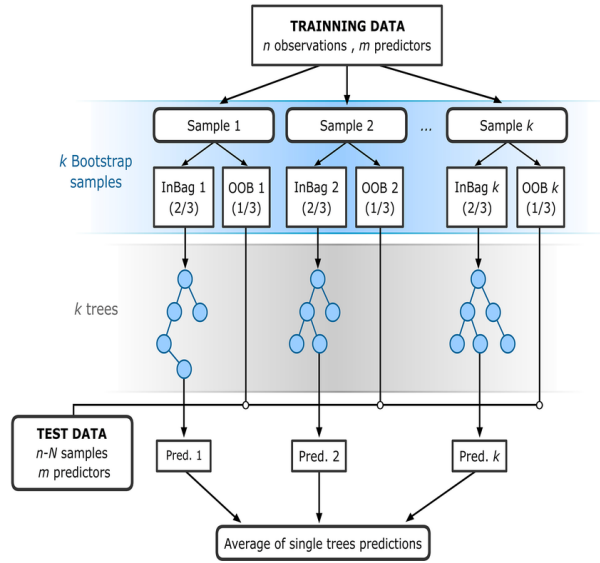 TRAINNING DATA
n observations , m predictors
Sample 1
Sample 2
...
Sample k
k Bootstrap
samples
InBag 1
(2/3)
OOB 1
(1/3)
InBag 2
(2/3)
OOB 2
(1/3)
InBag k
(2/3)
OOB k
(1/3)
k trees
TEST DATA
n-N samples
m predictors
Pred. 1
Pred. 2
Pred. k
Average of single trees predictions